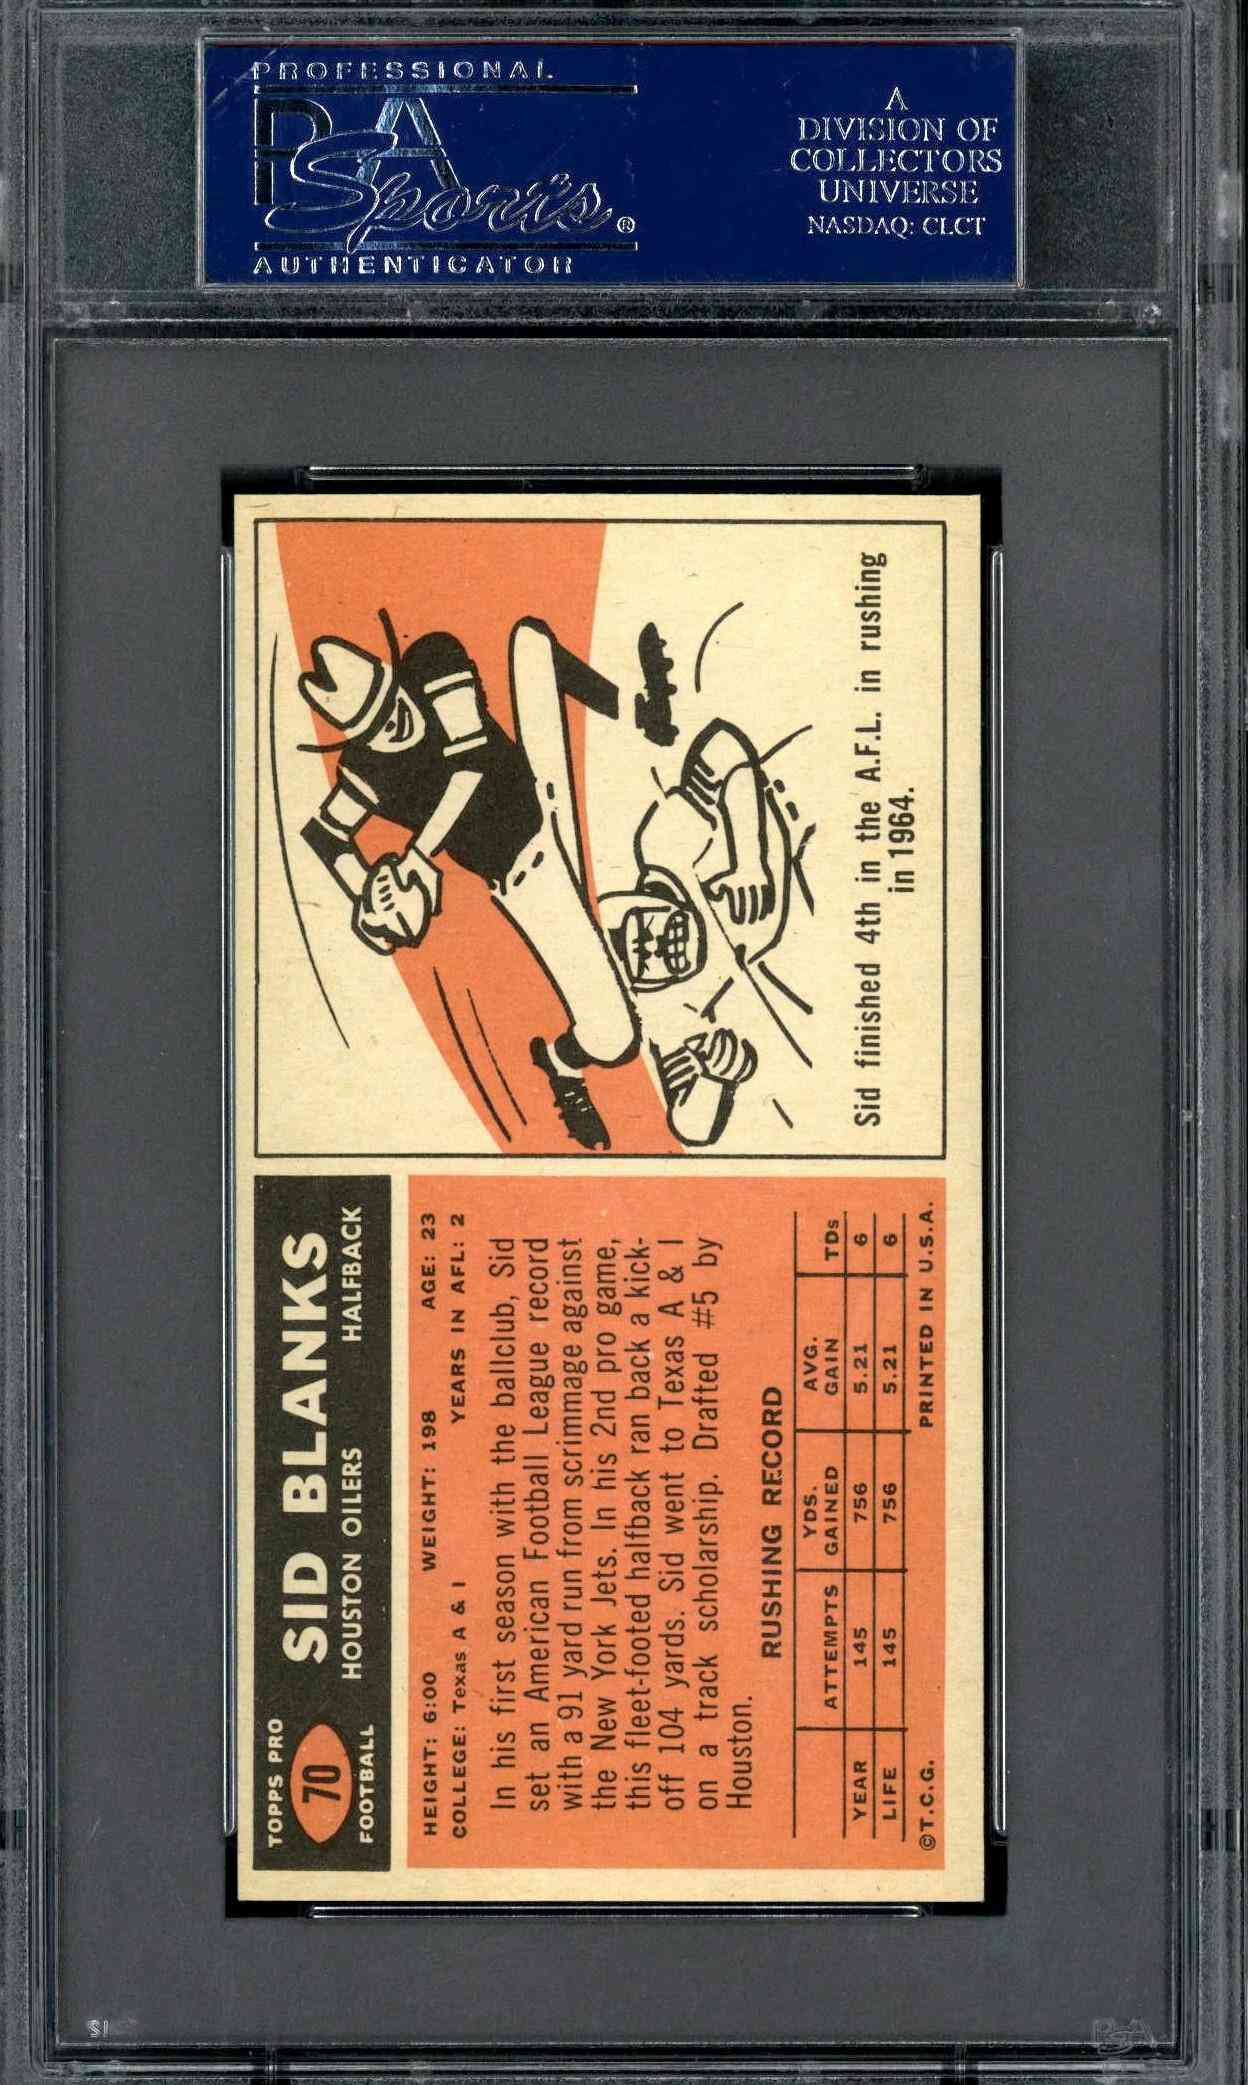 PROFESSIONAL
PSA
Sports®
AUTHENTICATOR
A
DIVISION OF
COLLECTORS
UNIVERSE
NASDAQ: CLCT
TOPPS PRO
70
FOOTBALL
SID BLANKS
HOUSTON OILERS HALFBACK
HEIGHT: 6:00 WEIGHT: 198 AGE: 23
COLLEGE: Texas A & I YEARS IN AFL: 2
In his first season with the ballclub, Sid
set an American Football League record
with a 91 yard run from scrimmage against
the New York Jets. In his 2nd pro game,
this fleet-footed halfback ran back a kick-
off 104 yards. Sid went to Texas A & I
on a track scholarship. Drafted #5 by
Houston.
RUSHING RECORD
ATTEMPTS YDS. GAINED AVG. GAIN TDs
YEAR 145 756 5.21 6
LIFE 145 756 5.21 6
©T.C.G. PRINTED IN U.S.A.
Sid finished 4th in the A.F.L. in rushing
in 1964.
PSA